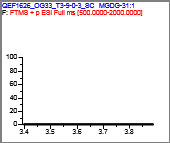 QEF1626_OG33_T3-9-0-3_SC MGDG-31:1
F: FTMS + p ESI Full ms [500.0000-2000.0000]
100
80
60
40
20
0
3.4 3.5 3.6 3.7 3.8